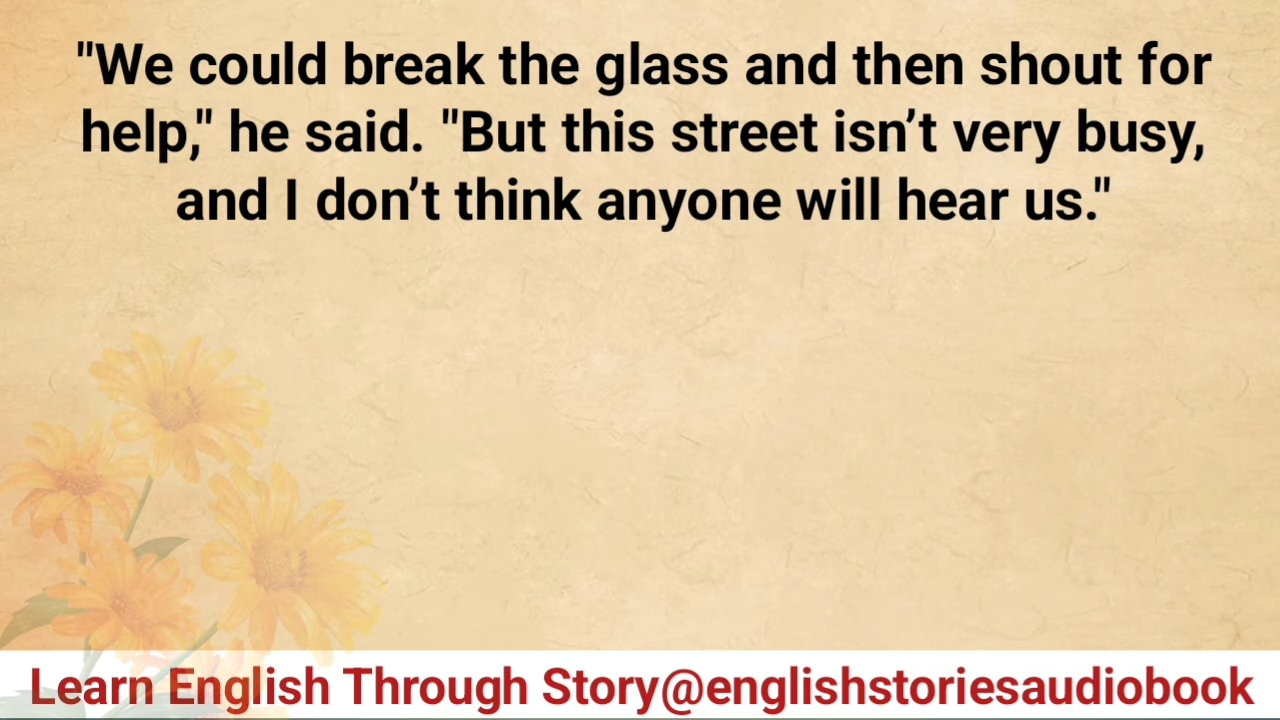 "We could break the glass and then shout for
help," he said. "But this street isn’t very busy,
and I don’t think anyone will hear us."
Learn English Through Story@englishstoriesaudiobook